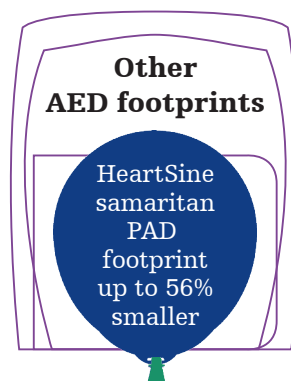 Other
AED footprints
HeartSine
samaritan
PAD
footprint
up to 56%
smaller